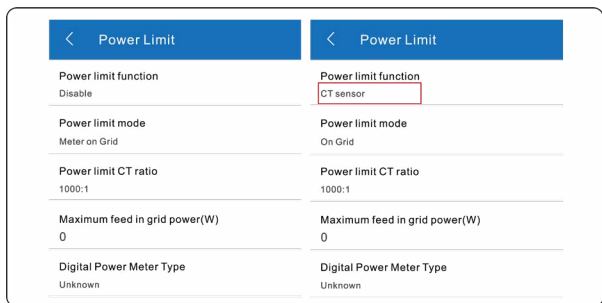 Power Limit
Power limit function
Disable
Power limit mode
Meter on Grid
Power limit CT ratio
1000:1
Maximum feed in grid power(W)
0
Digital Power Meter Type
Unknown
Power Limit
Power limit function
CT sensor
Power limit mode
On Grid
Power limit CT ratio
1000:1
Maximum feed in grid power(W)
0
Digital Power Meter Type
Unknown